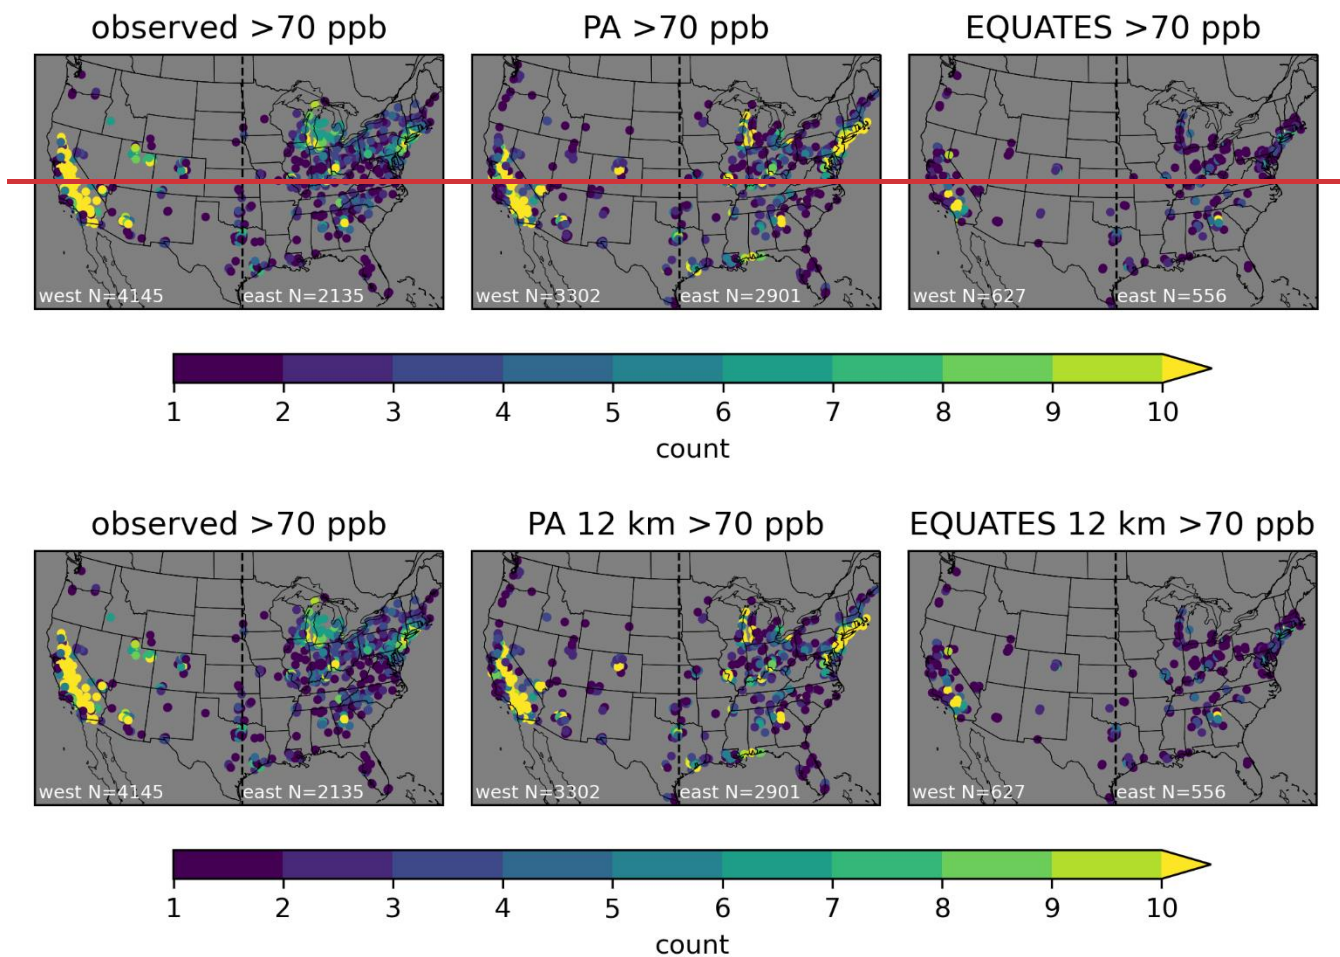 observed >70 ppb PA >70 ppb EQUATES >70 ppb
west N=4145 east N=2135 west N=3302 east N=2901 west N=627 east N=556
1 2 3 4 5 6 7 8 9 10
count
observed >70 ppb PA 12 km >70 ppb EQUATES 12 km >70 ppb
west N=4145 east N=2135 west N=3302 east N=2901 west N=627 east N=556
1 2 3 4 5 6 7 8 9 10
count